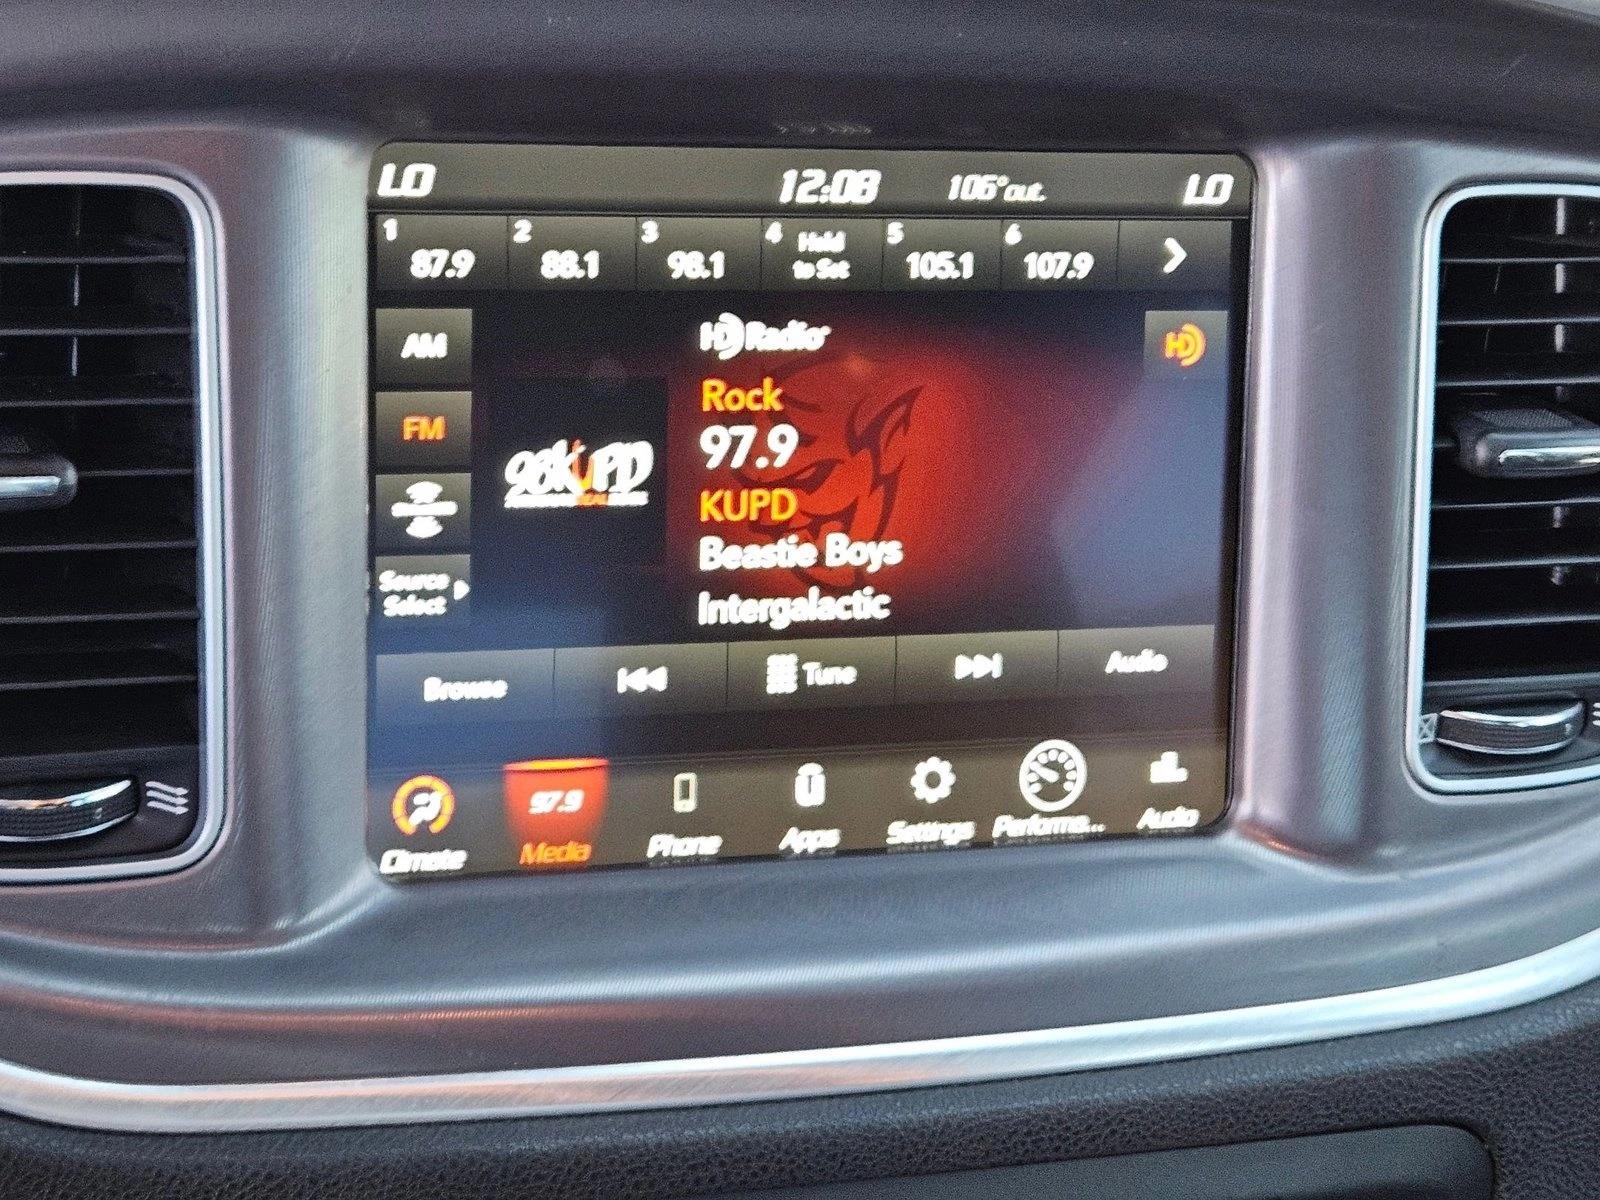 LO 12:08 106°out. LO
1 87.9 2 88.1 3 98.1 4 Hold to Set 5 105.1 6 107.9
HD Radio
AM
HD
Rock
FM
97.9
98KUPD
KUPD
Beastie Boys
Source
Select
Intergalactic
Browse Tune Audio
97.9
Climate Media Phone Apps Settings Performa... Audio